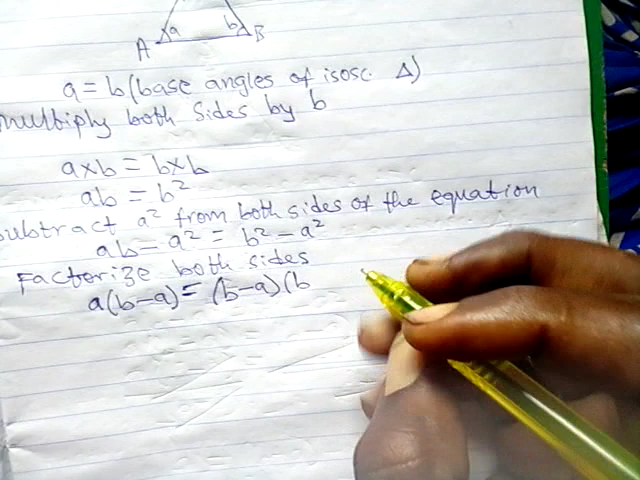 a b
A B
a = b (base angles of isosc. Δ)
multiply both sides by b
a×b = b×b
ab = b²
subtract a² from both sides of the equation
ab - a² = b² - a²
Factorize both sides
a(b-a) = (b-a)(b